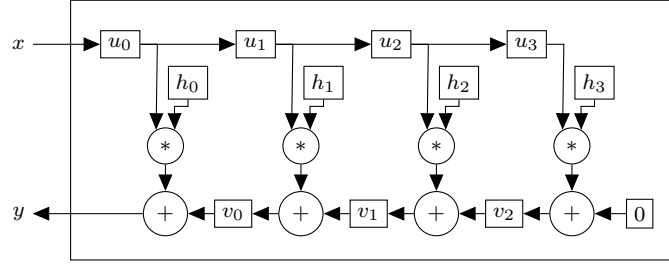 x u₀ u₁ u₂ u₃
h₀ h₁ h₂ h₃
* * * *
y + v₀ + v₁ + v₂ + 0